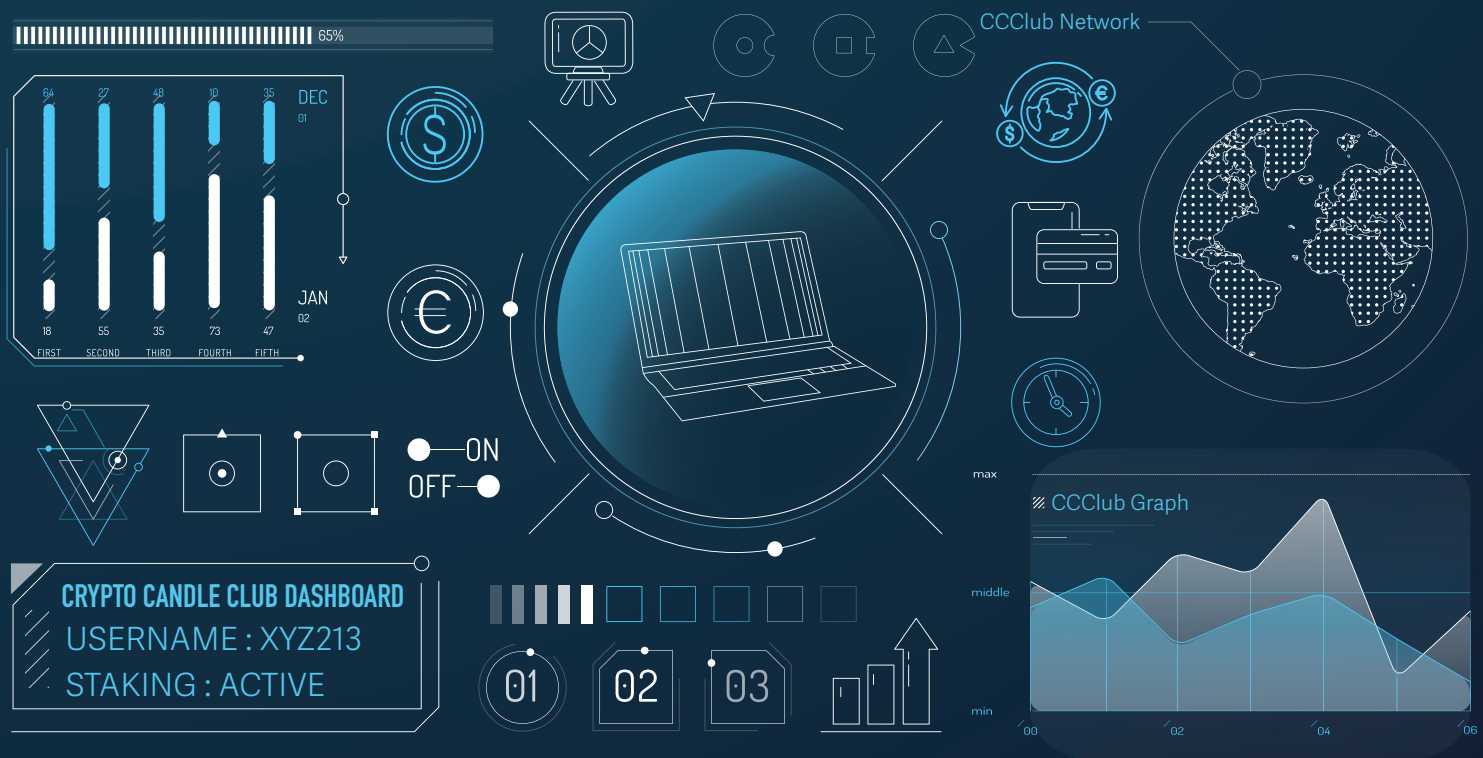 65%
CCClub Network
64 27 48 10 35
DEC
01
JAN
02
18 55 35 73 47
FIRST SECOND THIRD FOURTH FIFTH
$
€
$
€
ON
OFF
max
CCClub Graph
middle
min
00 02 04 06
CRYPTO CANDLE CLUB DASHBOARD
USERNAME : XYZ213
STAKING : ACTIVE
01 02 03